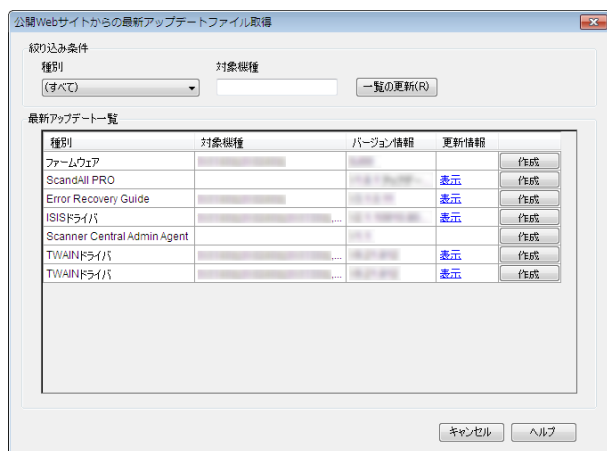 公開Webサイトからの最新アップデートファイル取得
絞り込み条件
種別 対象機種
(すべて) 一覧の更新(R)
最新アップデート一覧
種別 対象機種 バージョン情報 更新情報
ファームウェア 作成
ScandAll PRO 表示 作成
Error Recovery Guide 表示 作成
ISISドライバ ... 表示 作成
Scanner Central Admin Agent 作成
TWAINドライバ ... 表示 作成
TWAINドライバ ... 表示 作成
キャンセル ヘルプ